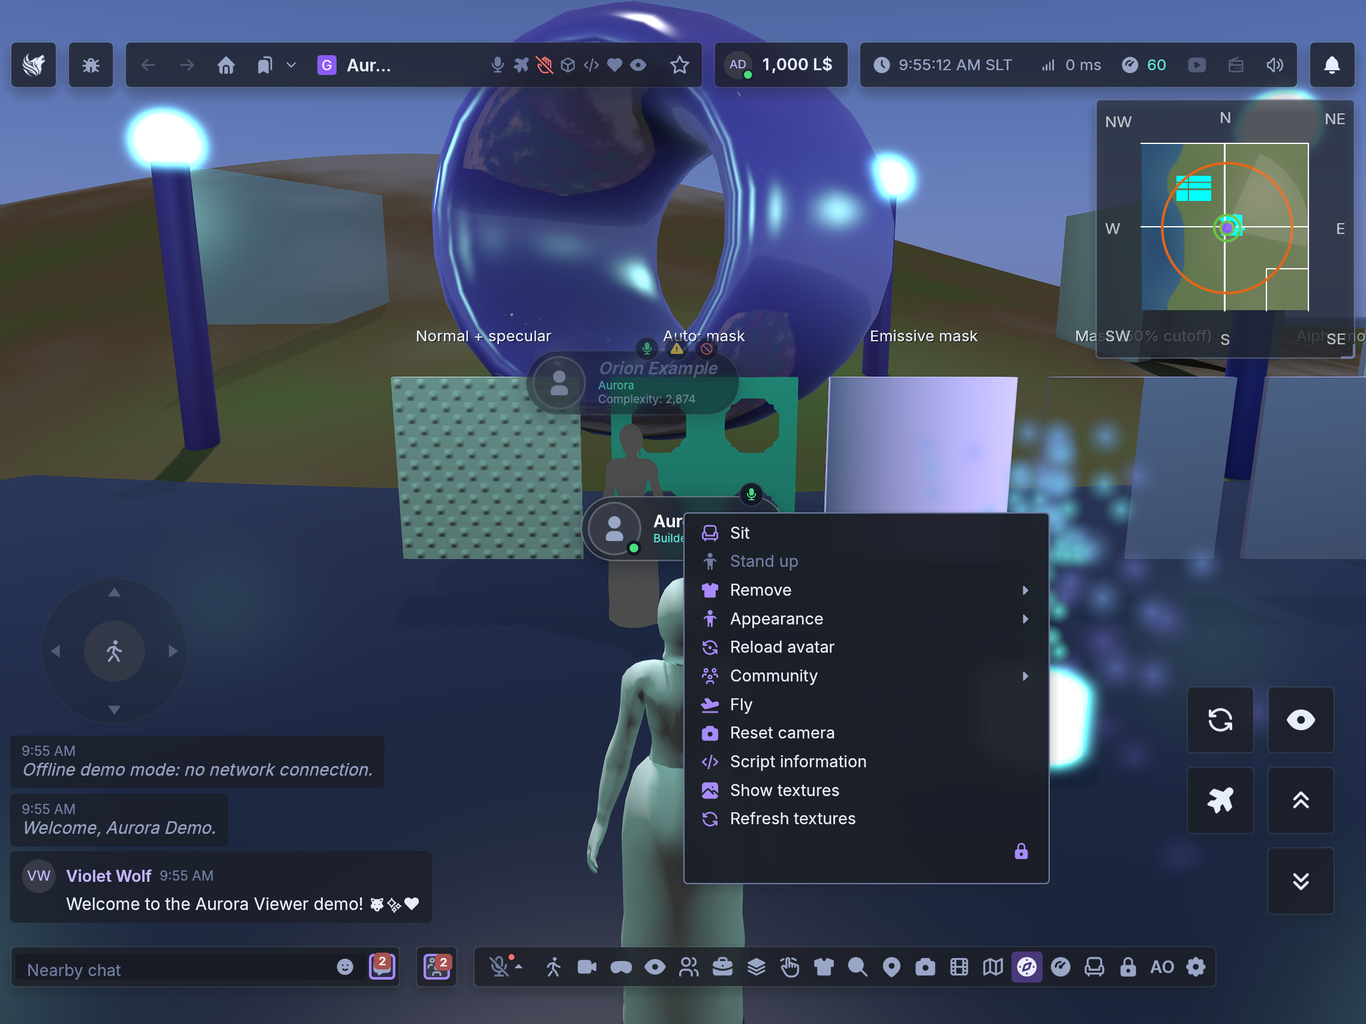 G Aur...
AD 1,000 L$
9:55:12 AM SLT
0 ms
60
NW N NE
W E
SW S SE
Normal + specular
Auto: mask
Emissive mask
Orion Example
Aurora
Complexity: 2,874
Aur
Builde
Sit
Stand up
Remove
Appearance
Reload avatar
Community
Fly
Reset camera
Script information
Show textures
Refresh textures
9:55 AM
Offline demo mode: no network connection.
9:55 AM
Welcome, Aurora Demo.
VW Violet Wolf 9:55 AM
Welcome to the Aurora Viewer demo!
Nearby chat
2
2
AO